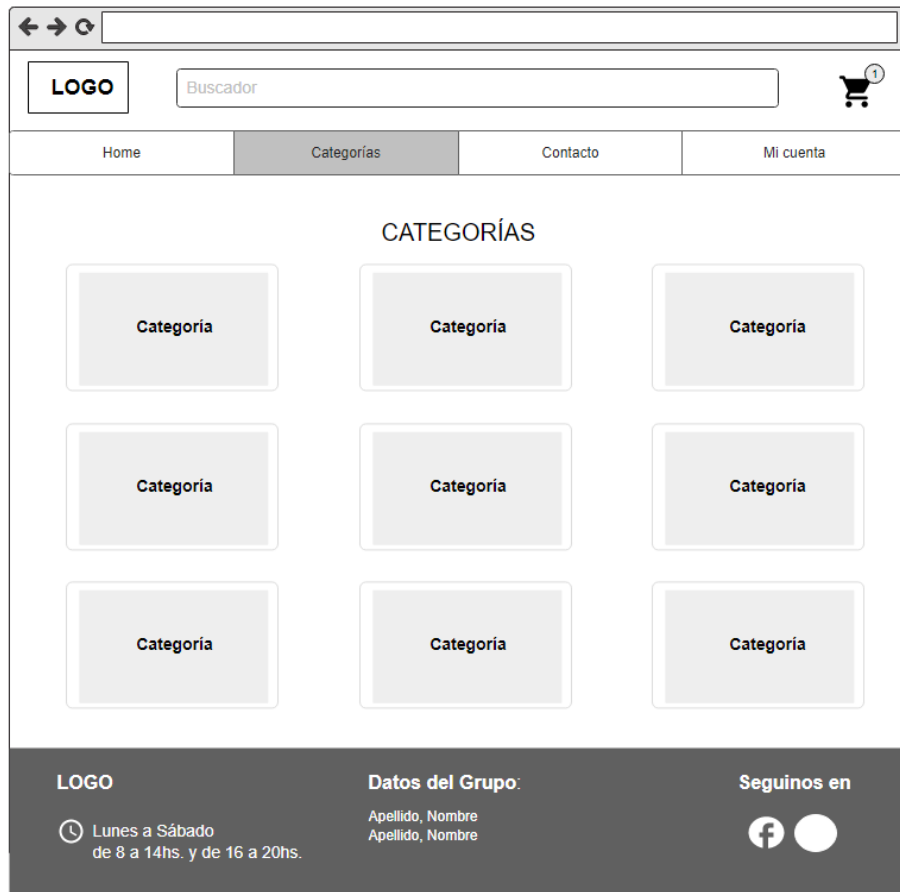 LOGO
Buscador
1
Home
Categorías
Contacto
Mi cuenta
CATEGORÍAS
Categoría
Categoría
Categoría
Categoría
Categoría
Categoría
Categoría
Categoría
Categoría
LOGO
Lunes a Sábado
de 8 a 14hs. y de 16 a 20hs.
Datos del Grupo:
Apellido, Nombre
Apellido, Nombre
Seguinos en